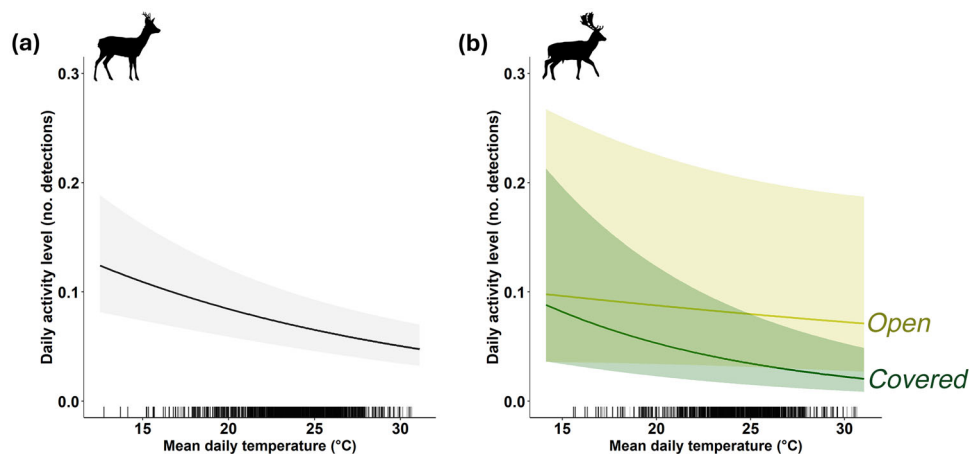 (a)
Daily activity level (no. detections)
0.3
0.2
0.1
0.0
15
20
25
30
Mean daily temperature (°C)
(b)
Daily activity level (no. detections)
0.3
0.2
0.1
0.0
Open
Covered
15
20
25
30
Mean daily temperature (°C)